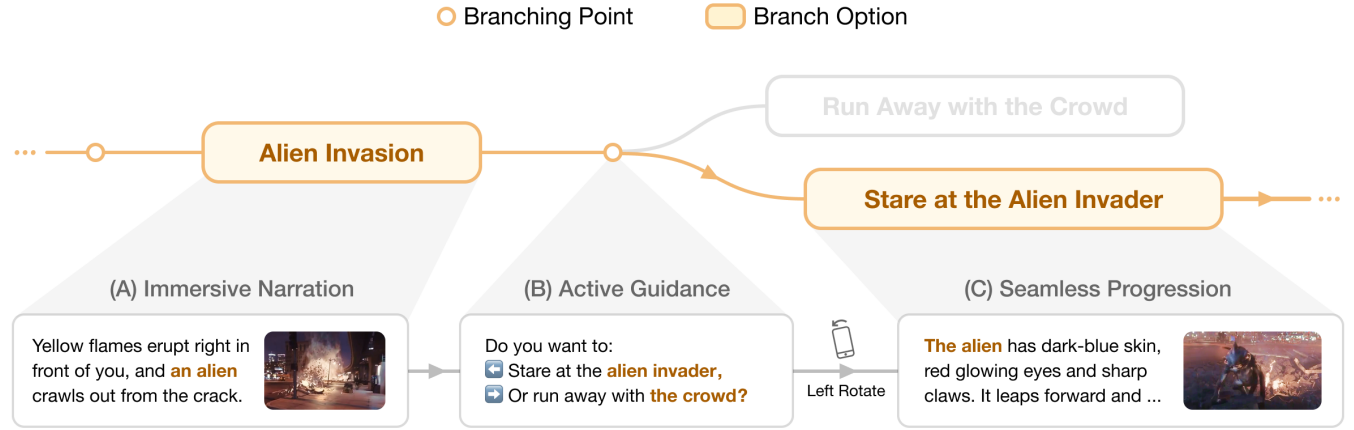 Branching Point
Branch Option
Run Away with the Crowd
... Alien Invasion
Stare at the Alien Invader ...
(A) Immersive Narration
(B) Active Guidance
(C) Seamless Progression
Yellow flames erupt right in
front of you, and an alien
crawls out from the crack.
Do you want to:
⬅ Stare at the alien invader,
➡ Or run away with the crowd?
Left Rotate
The alien has dark-blue skin,
red glowing eyes and sharp
claws. It leaps forward and ...